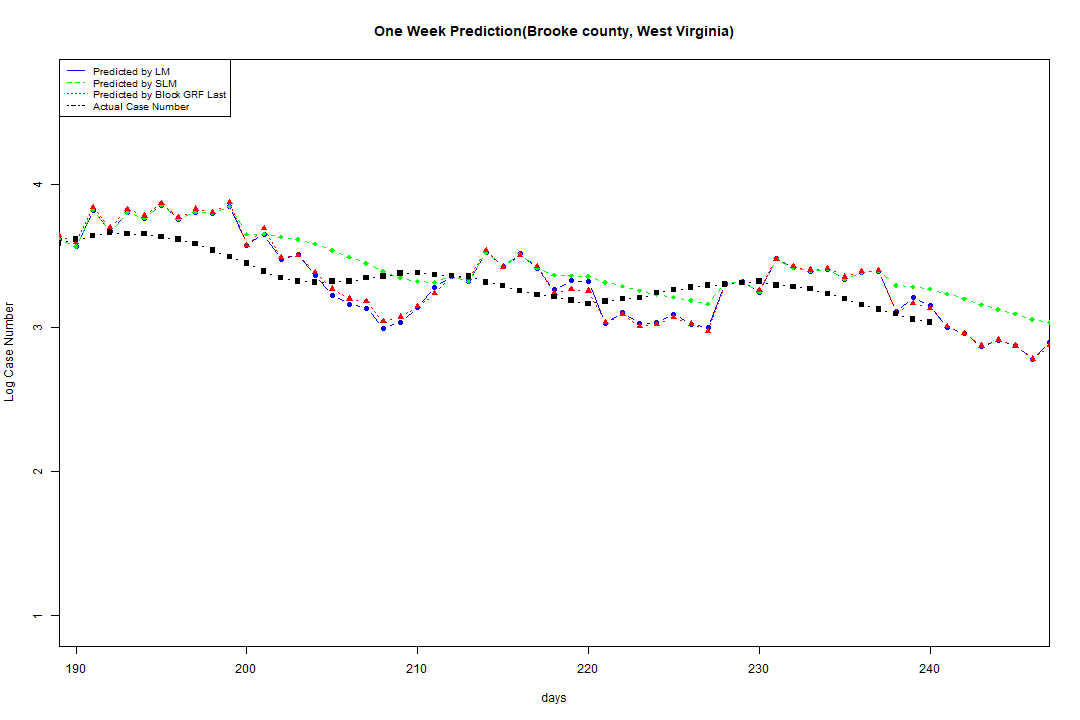 One Week Prediction(Brooke county, West Virginia)
Predicted by LM
Predicted by SLM
Predicted by Block GRF Last
Actual Case Number
Log Case Number
4
3
2
1
190 200 210 220 230 240
days